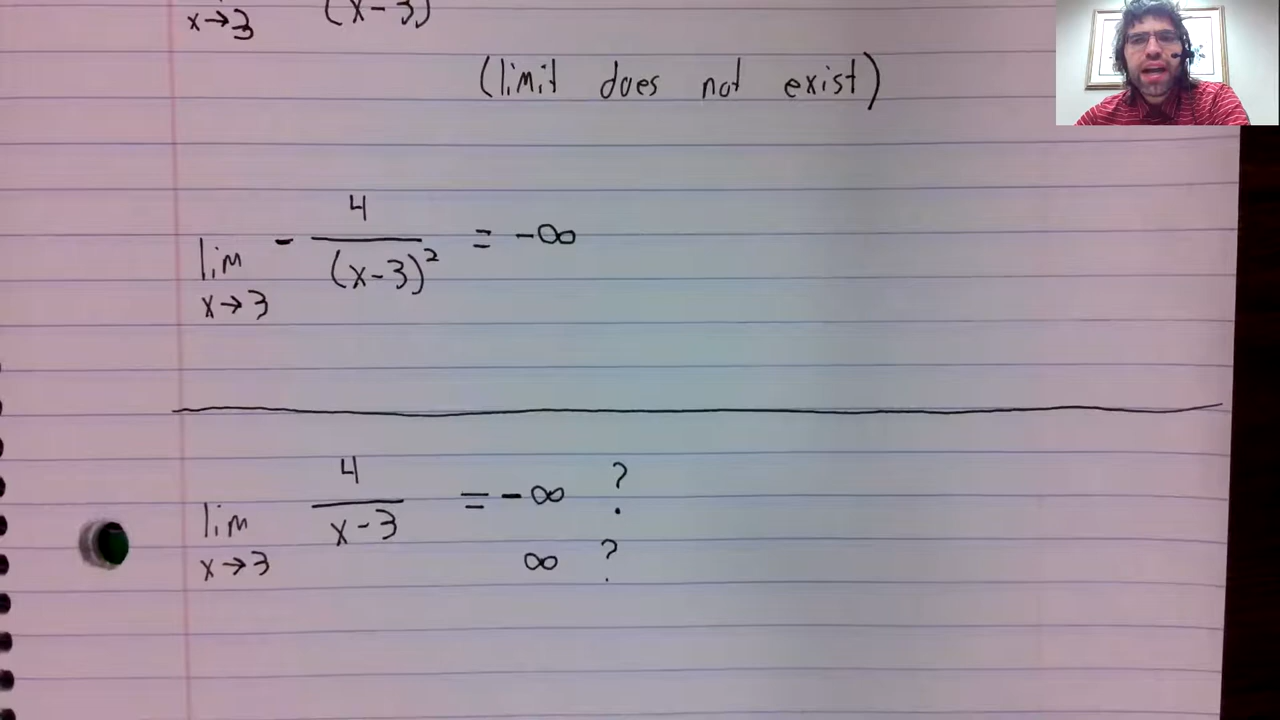 x→3 (x-3)
(limit does not exist)
lim x→3 - 4/(x-3)² = -∞
lim x→3 4/(x-3) = -∞ ?
∞ ?